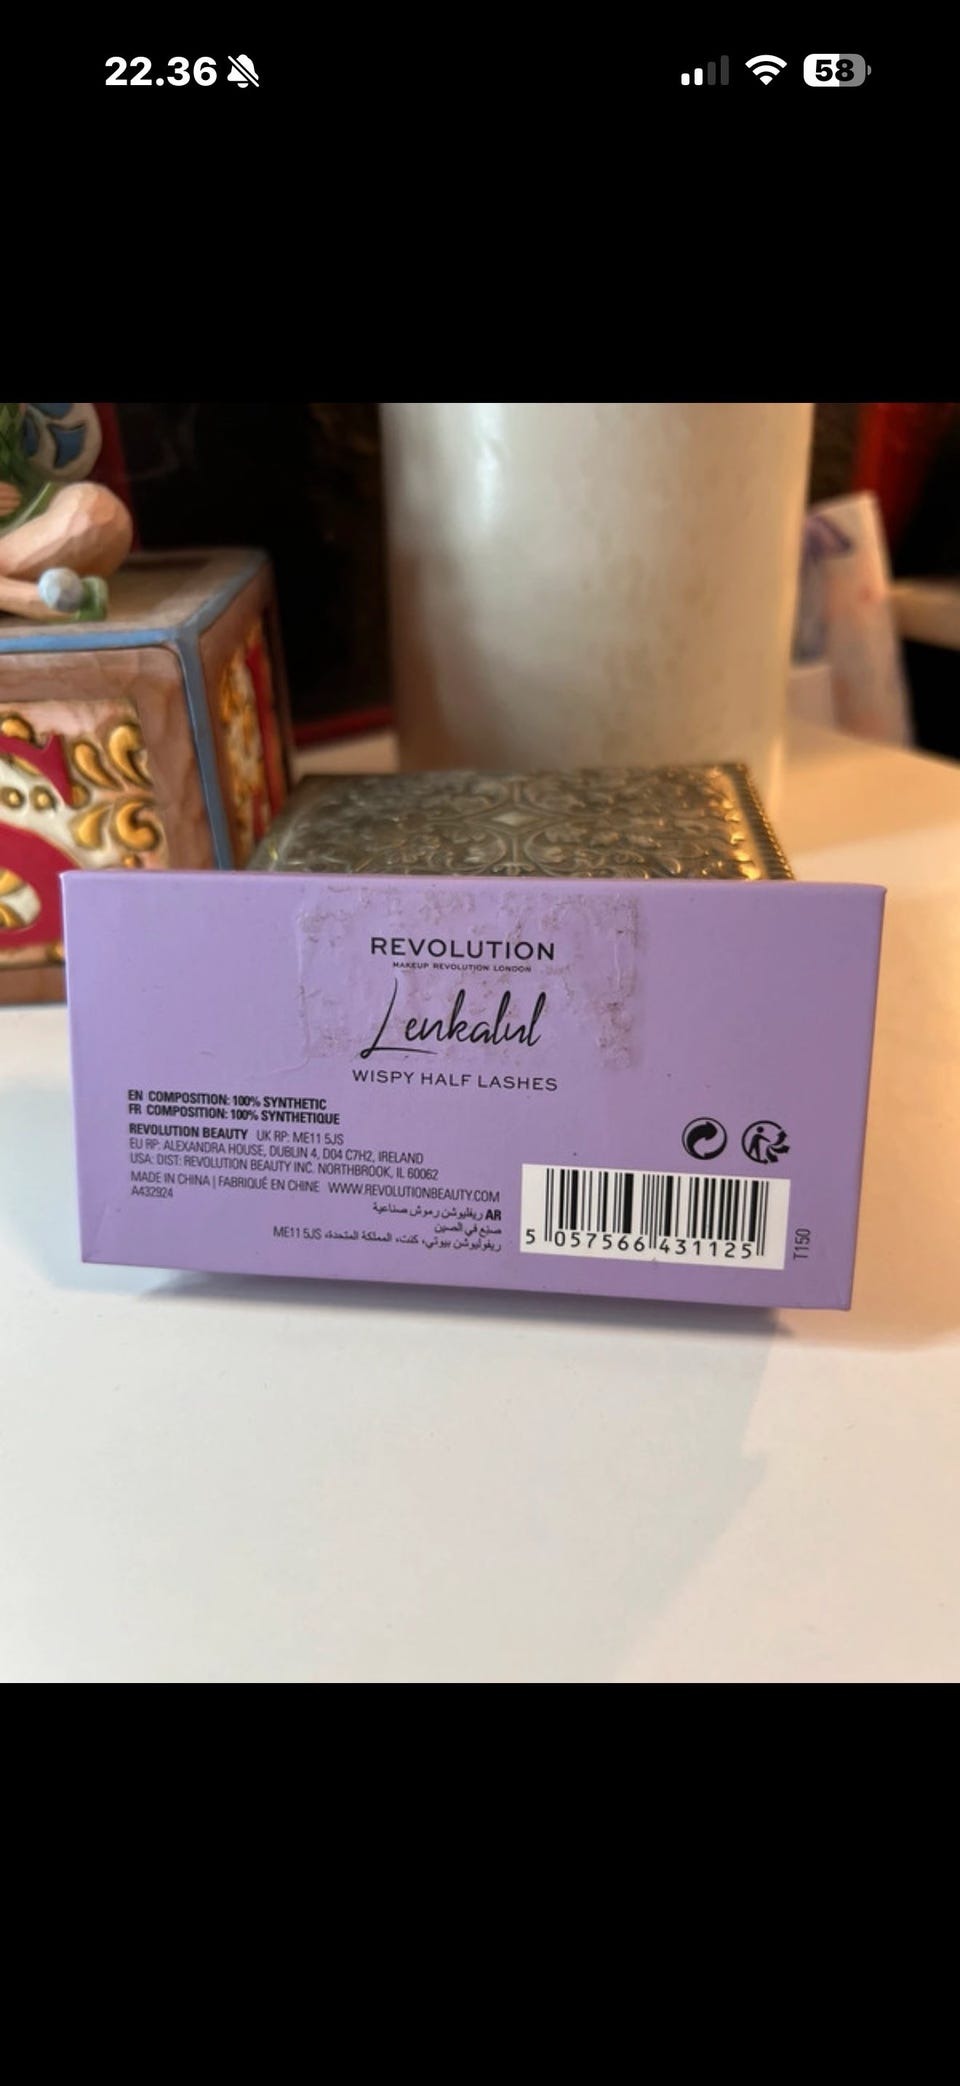 22.36
58
REVOLUTION
MAKEUP REVOLUTION LONDON
Lenkalul
WISPY HALF LASHES
EN COMPOSITION: 100% SYNTHETIC
FR COMPOSITION: 100% SYNTHETIQUE
REVOLUTION BEAUTY UK RP: ME11 5JS
EU RP: ALEXANDRA HOUSE, DUBLIN 4, D04 C7H2, IRELAND
USA: DIST: REVOLUTION BEAUTY INC. NORTHBROOK, IL 60062
MADE IN CHINA | FABRIQUÉ EN CHINE WWW.REVOLUTIONBEAUTY.COM
A432924
AR ريفليوشن رموش صناعية
صنع في الصين
ريفوليوشن بيوتي، كنت، المملكة المتحدة، ME11 5JS
5 057566 431125
T150